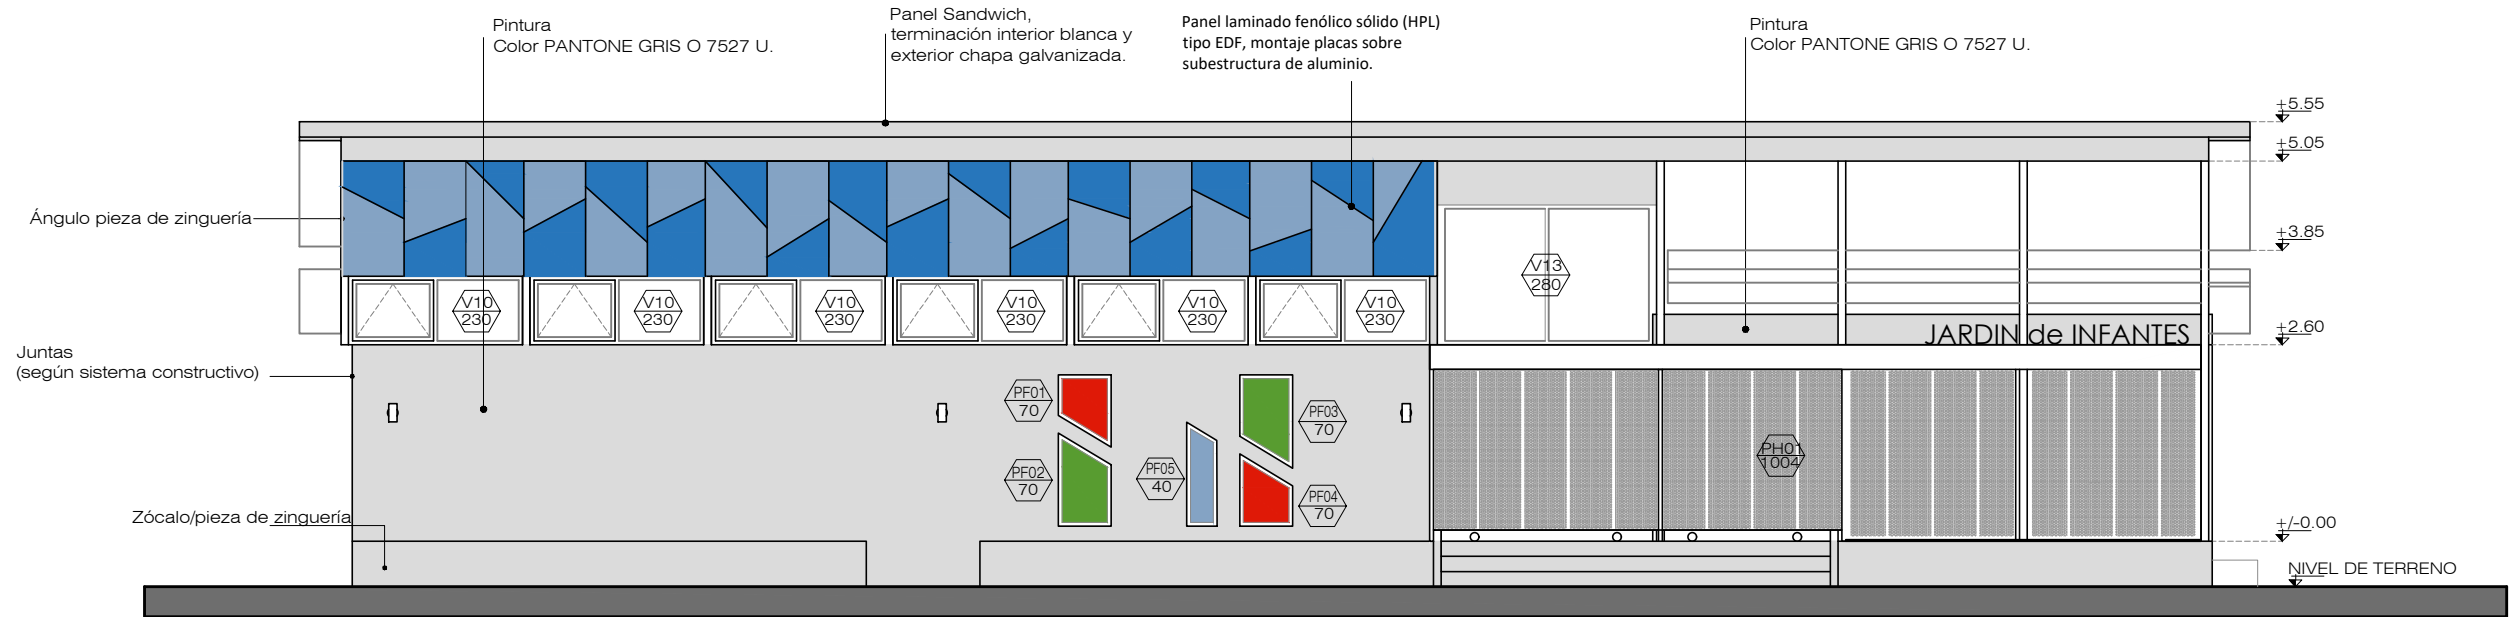 Pintura
Color PANTONE GRIS O 7527 U.
Panel Sandwich,
terminación interior blanca y
exterior chapa galvanizada.
Panel laminado fenólico sólido (HPL)
tipo EDF, montaje placas sobre
subestructura de aluminio.
Pintura
Color PANTONE GRIS O 7527 U.
+5.55
+5.05
Ángulo pieza de zinguería
+3.85
V13
280
V10
230
V10
230
V10
230
V10
230
V10
230
V10
230
JARDIN de INFANTES
+2.60
Juntas
(según sistema constructivo)
PF01
70
PF03
70
PF02
70
PF05
40
PF04
70
PH01
1004
Zócalo/pieza de zinguería
+/-0.00
NIVEL DE TERRENO